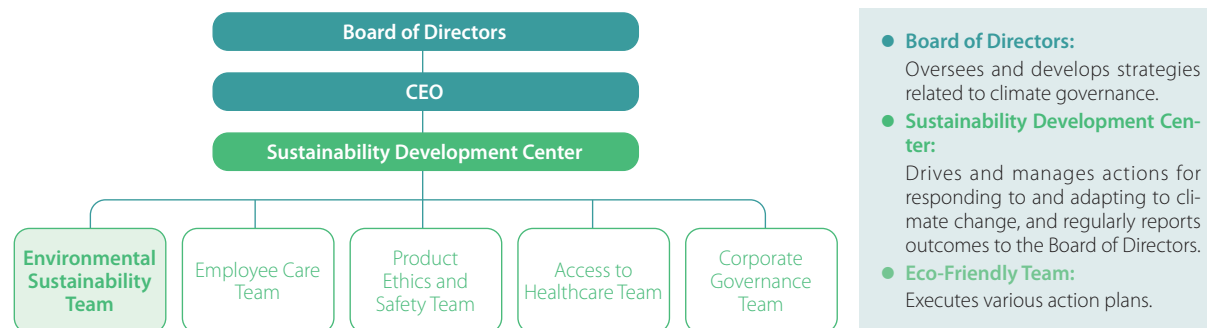 Board of Directors
CEO
Sustainability Development Center
Environmental
Sustainability
Team
Employee Care
Team
Product
Ethics and
Safety Team
Access to
Healthcare Team
Corporate
Governance
Team
Board of Directors:
Oversees and develops strategies
related to climate governance.
Sustainability Development Cen-
ter:
Drives and manages actions for
responding to and adapting to cli-
mate change, and regularly reports
outcomes to the Board of Directors.
Eco-Friendly Team:
Executes various action plans.